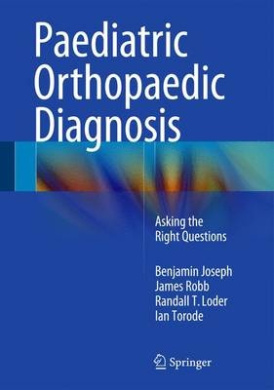 Paediatric
Orthopaedic
Diagnosis
Asking the
Right Questions
Benjamin Joseph
James Robb
Randall T. Loder
Ian Torode
Springer